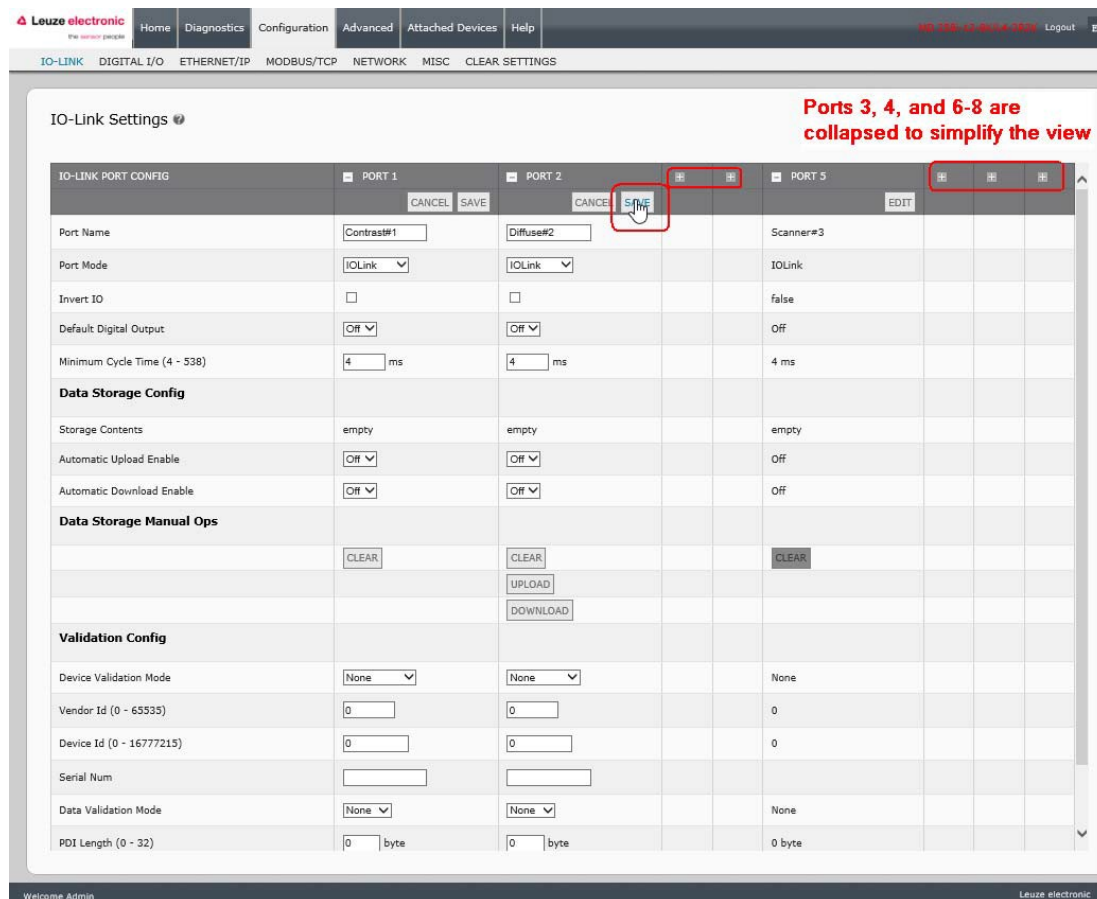 Leuze electronic
the sensor people
Home Diagnostics Configuration Advanced Attached Devices Help
Logout
IO-LINK DIGITAL I/O ETHERNET/IP MODBUS/TCP NETWORK MISC CLEAR SETTINGS
IO-Link Settings
Ports 3, 4, and 6-8 are
collapsed to simplify the view
IO-LINK PORT CONFIG PORT 1 PORT 2 PORT 5
CANCEL SAVE CANCEL SAVE EDIT
Port Name Contrast#1 Diffuse#2 Scanner#3
Port Mode IOLink IOLink IOLink
Invert IO false
Default Digital Output Off Off Off
Minimum Cycle Time (4 - 538) 4 ms 4 ms 4 ms
Data Storage Config
Storage Contents empty empty empty
Automatic Upload Enable Off Off Off
Automatic Download Enable Off Off Off
Data Storage Manual Ops
CLEAR CLEAR CLEAR
UPLOAD
DOWNLOAD
Validation Config
Device Validation Mode None None None
Vendor Id (0 - 65535) 0 0 0
Device Id (0 - 16777215) 0 0 0
Serial Num
Data Validation Mode None None None
PDI Length (0 - 32) 0 byte 0 byte 0 byte
Welcome Admin Leuze electronic